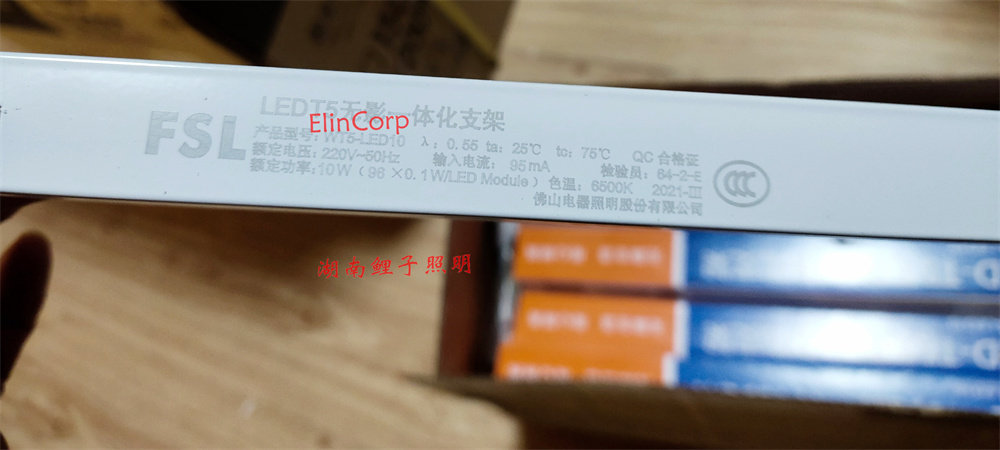 FSL
LEDT5无影一体化支架
ElinCorp
产品型号：WT5-LED10 λ：0.55 ta：25℃ tc：75℃ QC合格证
额定电压：220V~50Hz 输入电流：95mA 检验员：64-2-E
额定功率：10W（96×0.1W/LED Module）色温：6500K 2021-III
佛山电器照明股份有限公司
CCC
湖南鲤子照明